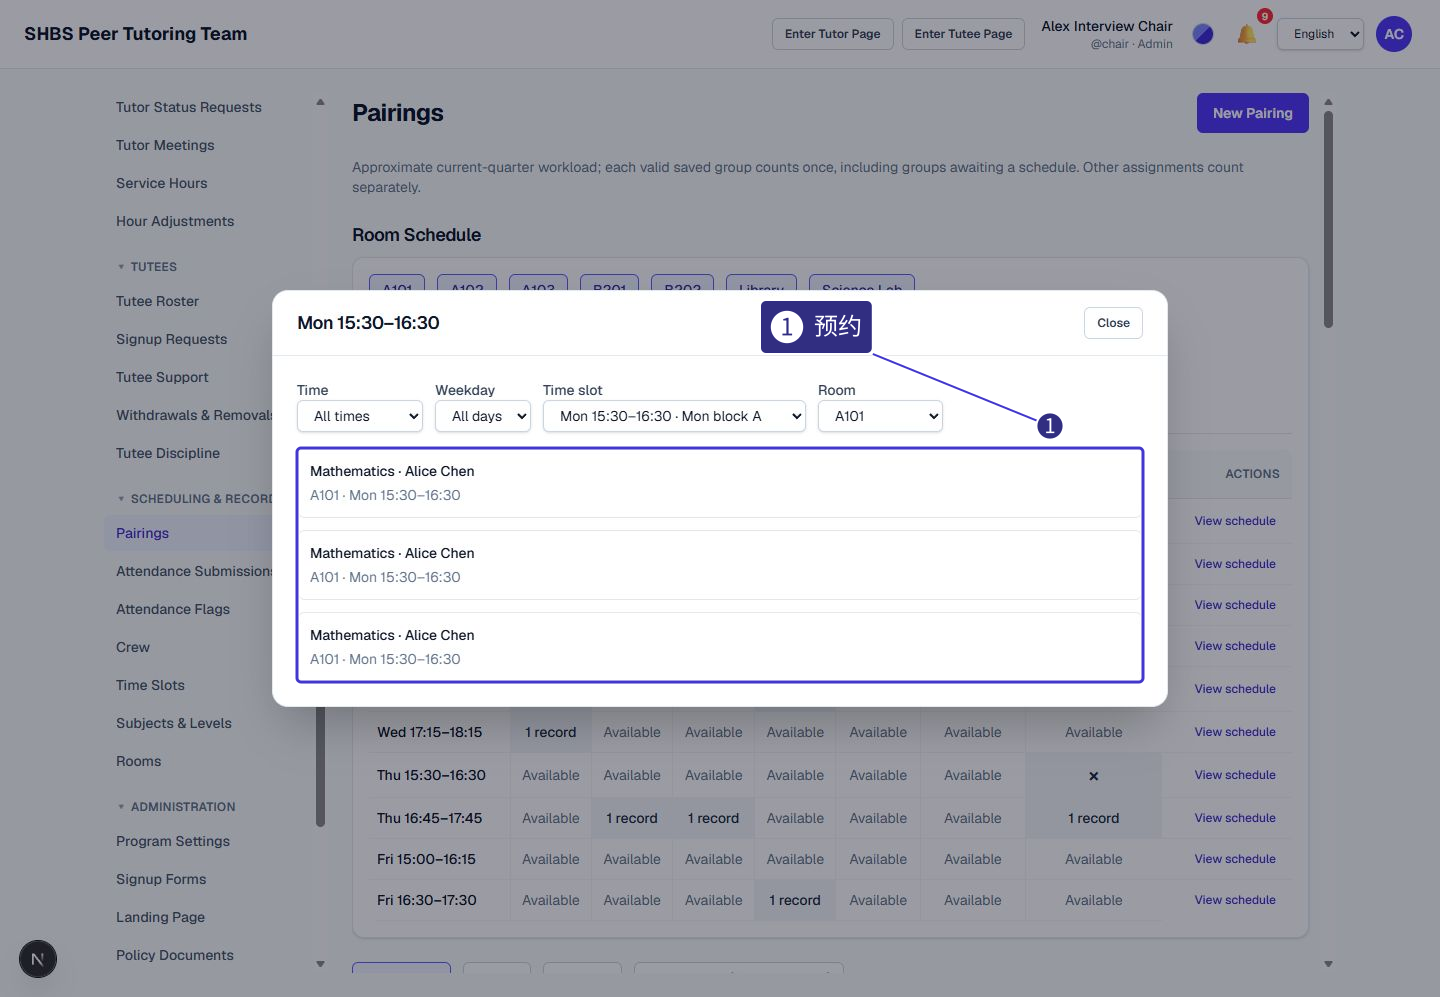 SHBS Peer Tutoring Team
Enter Tutor Page
Enter Tutee Page
Alex Interview Chair
@chair · Admin
9
English
AC
Tutor Status Requests
Tutor Meetings
Service Hours
Hour Adjustments
TUTEES
Tutee Roster
Signup Requests
Tutee Support
Withdrawals & Removals
Tutee Discipline
SCHEDULING & RECORD
Pairings
Attendance Submissions
Attendance Flags
Crew
Time Slots
Subjects & Levels
Rooms
ADMINISTRATION
Program Settings
Signup Forms
Landing Page
Policy Documents
N
Pairings
New Pairing
Approximate current-quarter workload; each valid saved group counts once, including groups awaiting a schedule. Other assignments count
separately.
Room Schedule
A101 A102 A103 B201 B202 Library Science Lab
Mon 15:30–16:30
1 预约
Close
Time Weekday Time slot Room
All times All days Mon 15:30–16:30 · Mon block A A101
1
Mathematics · Alice Chen
A101 · Mon 15:30–16:30
Mathematics · Alice Chen
A101 · Mon 15:30–16:30
Mathematics · Alice Chen
A101 · Mon 15:30–16:30
ACTIONS
View schedule
View schedule
View schedule
View schedule
View schedule
Wed 17:15–18:15 1 record Available Available Available Available Available Available View schedule
Thu 15:30–16:30 Available Available Available Available Available Available × View schedule
Thu 16:45–17:45 Available 1 record 1 record Available Available Available 1 record View schedule
Fri 15:00–16:15 Available Available Available Available Available Available Available View schedule
Fri 16:30–17:30 Available Available Available 1 record Available Available Available View schedule